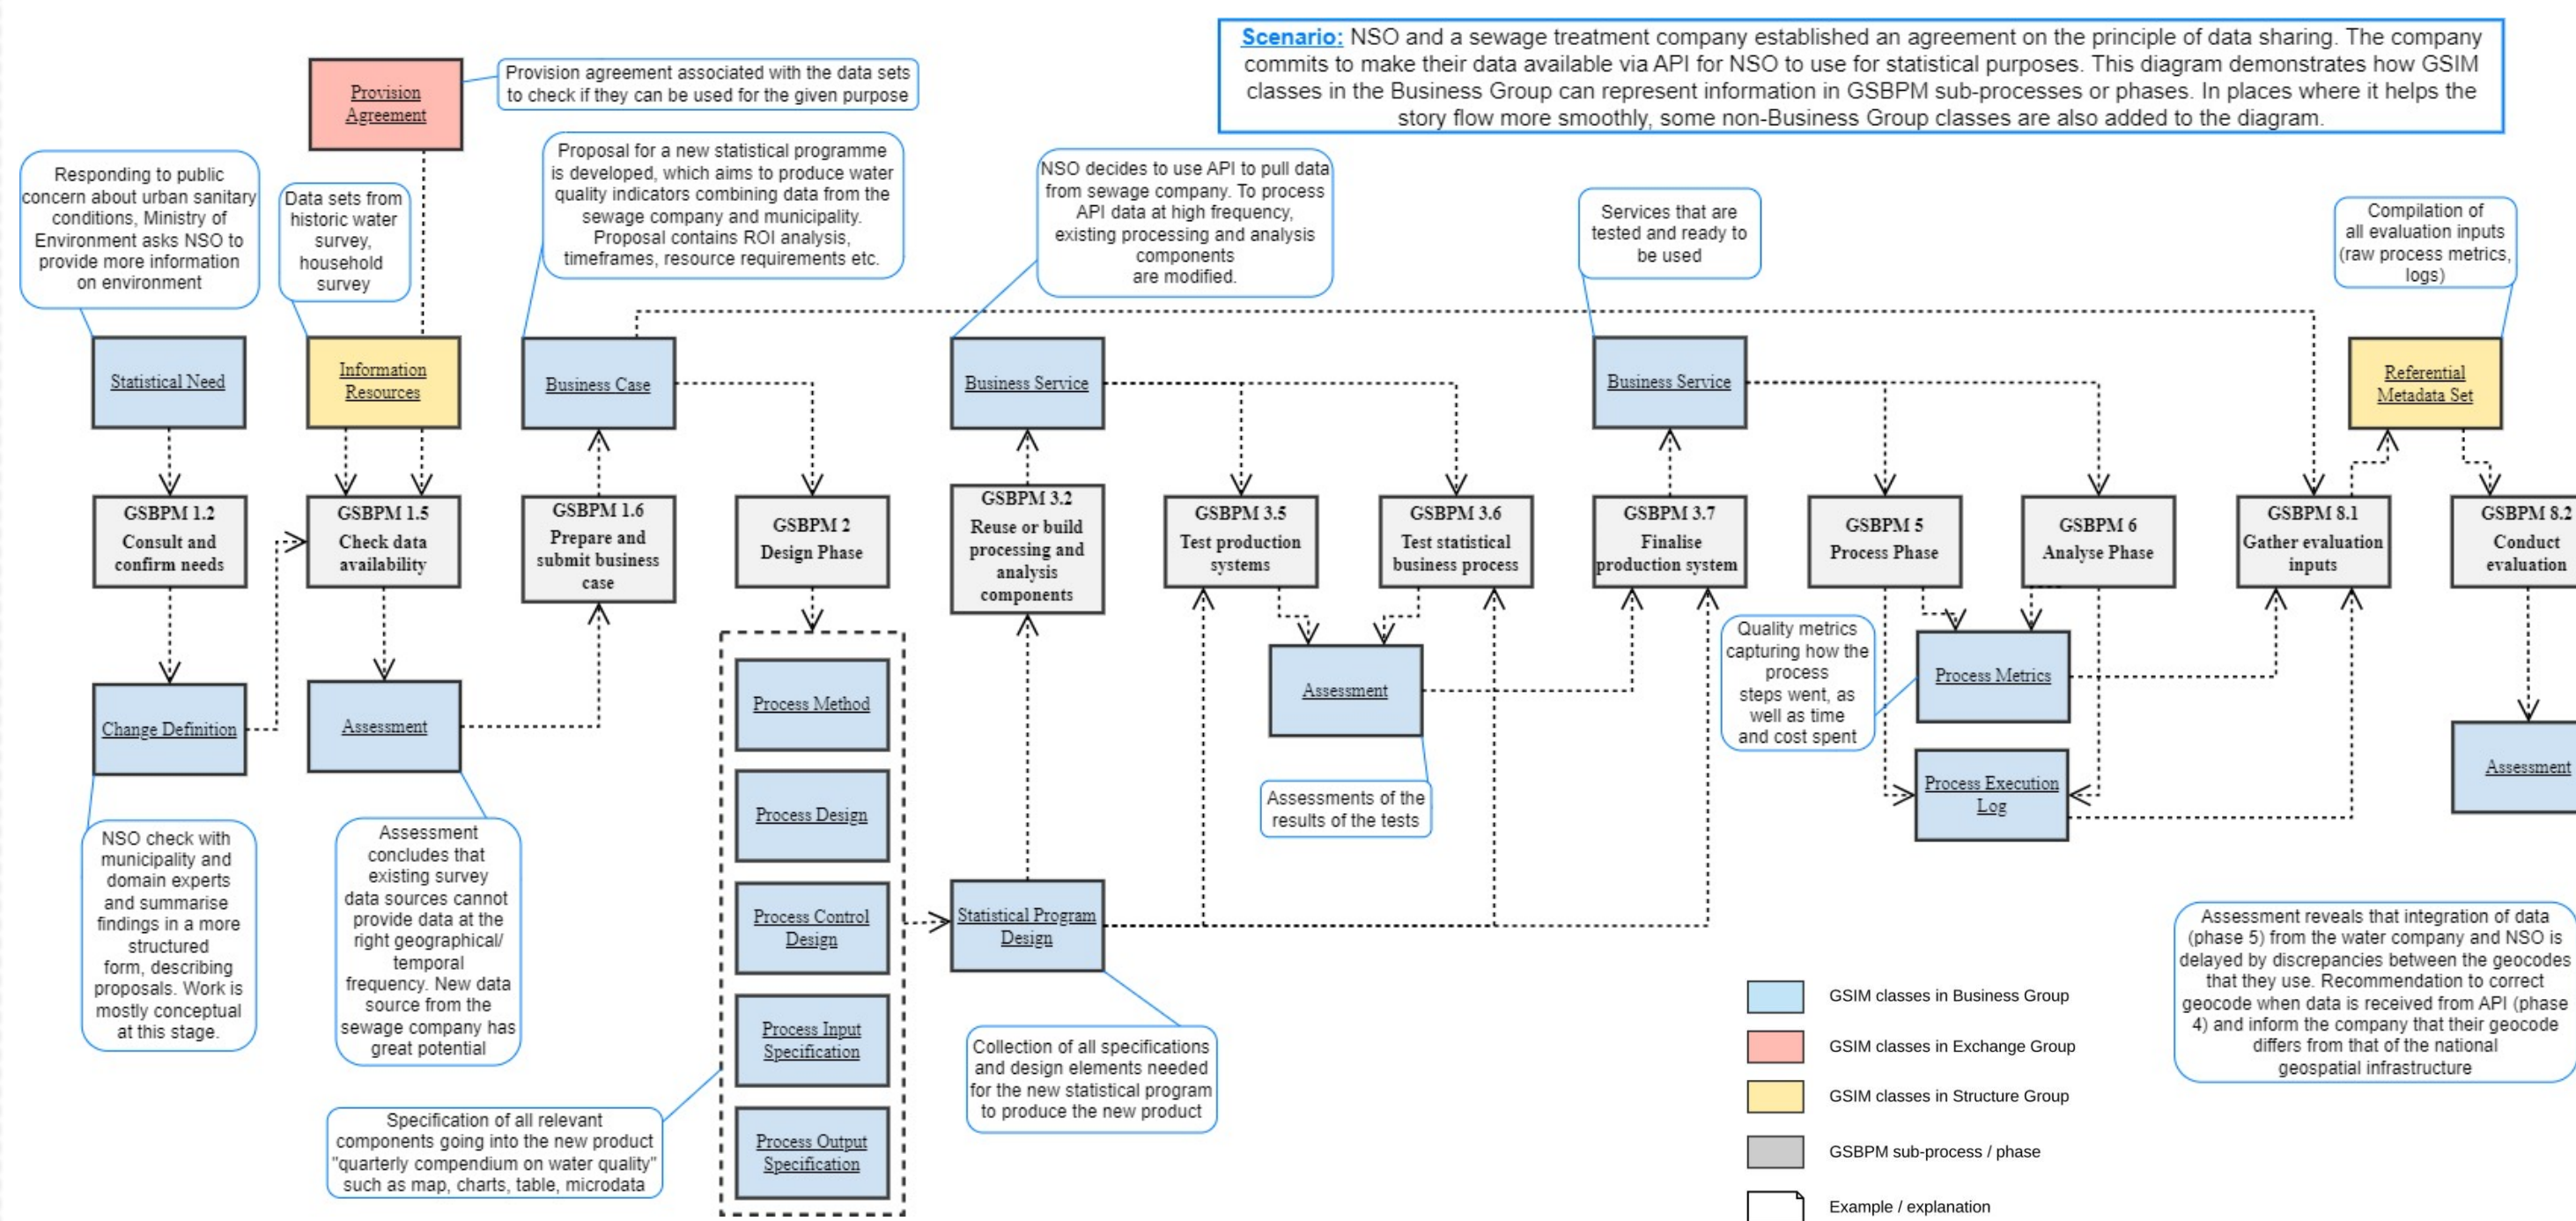 Scenario: NSO and a sewage treatment company established an agreement on the principle of data sharing. The company
commits to make their data available via API for NSO to use for statistical purposes. This diagram demonstrates how GSIM
classes in the Business Group can represent information in GSBPM sub-processes or phases. In places where it helps the
story flow more smoothly, some non-Business Group classes are also added to the diagram.
Provision
Agreement
Provision agreement associated with the data sets
to check if they can be used for the given purpose
Responding to public
concern about urban sanitary
conditions, Ministry of
Environment asks NSO to
provide more information
on environment
Data sets from
historic water
survey,
household
survey
Proposal for a new statistical programme
is developed, which aims to produce water
quality indicators combining data from the
sewage company and municipality.
Proposal contains ROI analysis,
timeframes, resource requirements etc.
NSO decides to use API to pull data
from sewage company. To process
API data at high frequency,
existing processing and analysis
components
are modified.
Services that are
tested and ready to
be used
Compilation of
all evaluation inputs
(raw process metrics,
logs)
Statistical Need
Information
Resources
Business Case
Business Service
Business Service
Referential
Metadata Set
GSBPM 1.2
Consult and
confirm needs
GSBPM 1.5
Check data
availability
GSBPM 1.6
Prepare and
submit business
case
GSBPM 2
Design Phase
GSBPM 3.2
Reuse or build
processing and
analysis
components
GSBPM 3.5
Test production
systems
GSBPM 3.6
Test statistical
business process
GSBPM 3.7
Finalise
production system
GSBPM 5
Process Phase
GSBPM 6
Analyse Phase
GSBPM 8.1
Gather evaluation
inputs
GSBPM 8.2
Conduct
evaluation
Change Definition
Assessment
Process Method
Process Design
Process Control
Design
Process Input
Specification
Process Output
Specification
Statistical Program
Design
Assessment
Assessments of the
results of the tests
Quality metrics
capturing how the
process
steps went, as
well as time
and cost spent
Process Metrics
Process Execution
Log
Assessment
NSO check with
municipality and
domain experts
and summarise
findings in a more
structured
form, describing
proposals. Work is
mostly conceptual
at this stage.
Assessment
concludes that
existing survey
data sources cannot
provide data at the
right geographical/
temporal
frequency. New data
source from the
sewage company has
great potential
Specification of all relevant
components going into the new product
"quarterly compendium on water quality"
such as map, charts, table, microdata
Collection of all specifications
and design elements needed
for the new statistical program
to produce the new product
Assessment reveals that integration of data
(phase 5) from the water company and NSO is
delayed by discrepancies between the geocodes
that they use. Recommendation to correct
geocode when data is received from API (phase
4) and inform the company that their geocode
differs from that of the national
geospatial infrastructure
GSIM classes in Business Group
GSIM classes in Exchange Group
GSIM classes in Structure Group
GSBPM sub-process / phase
Example / explanation